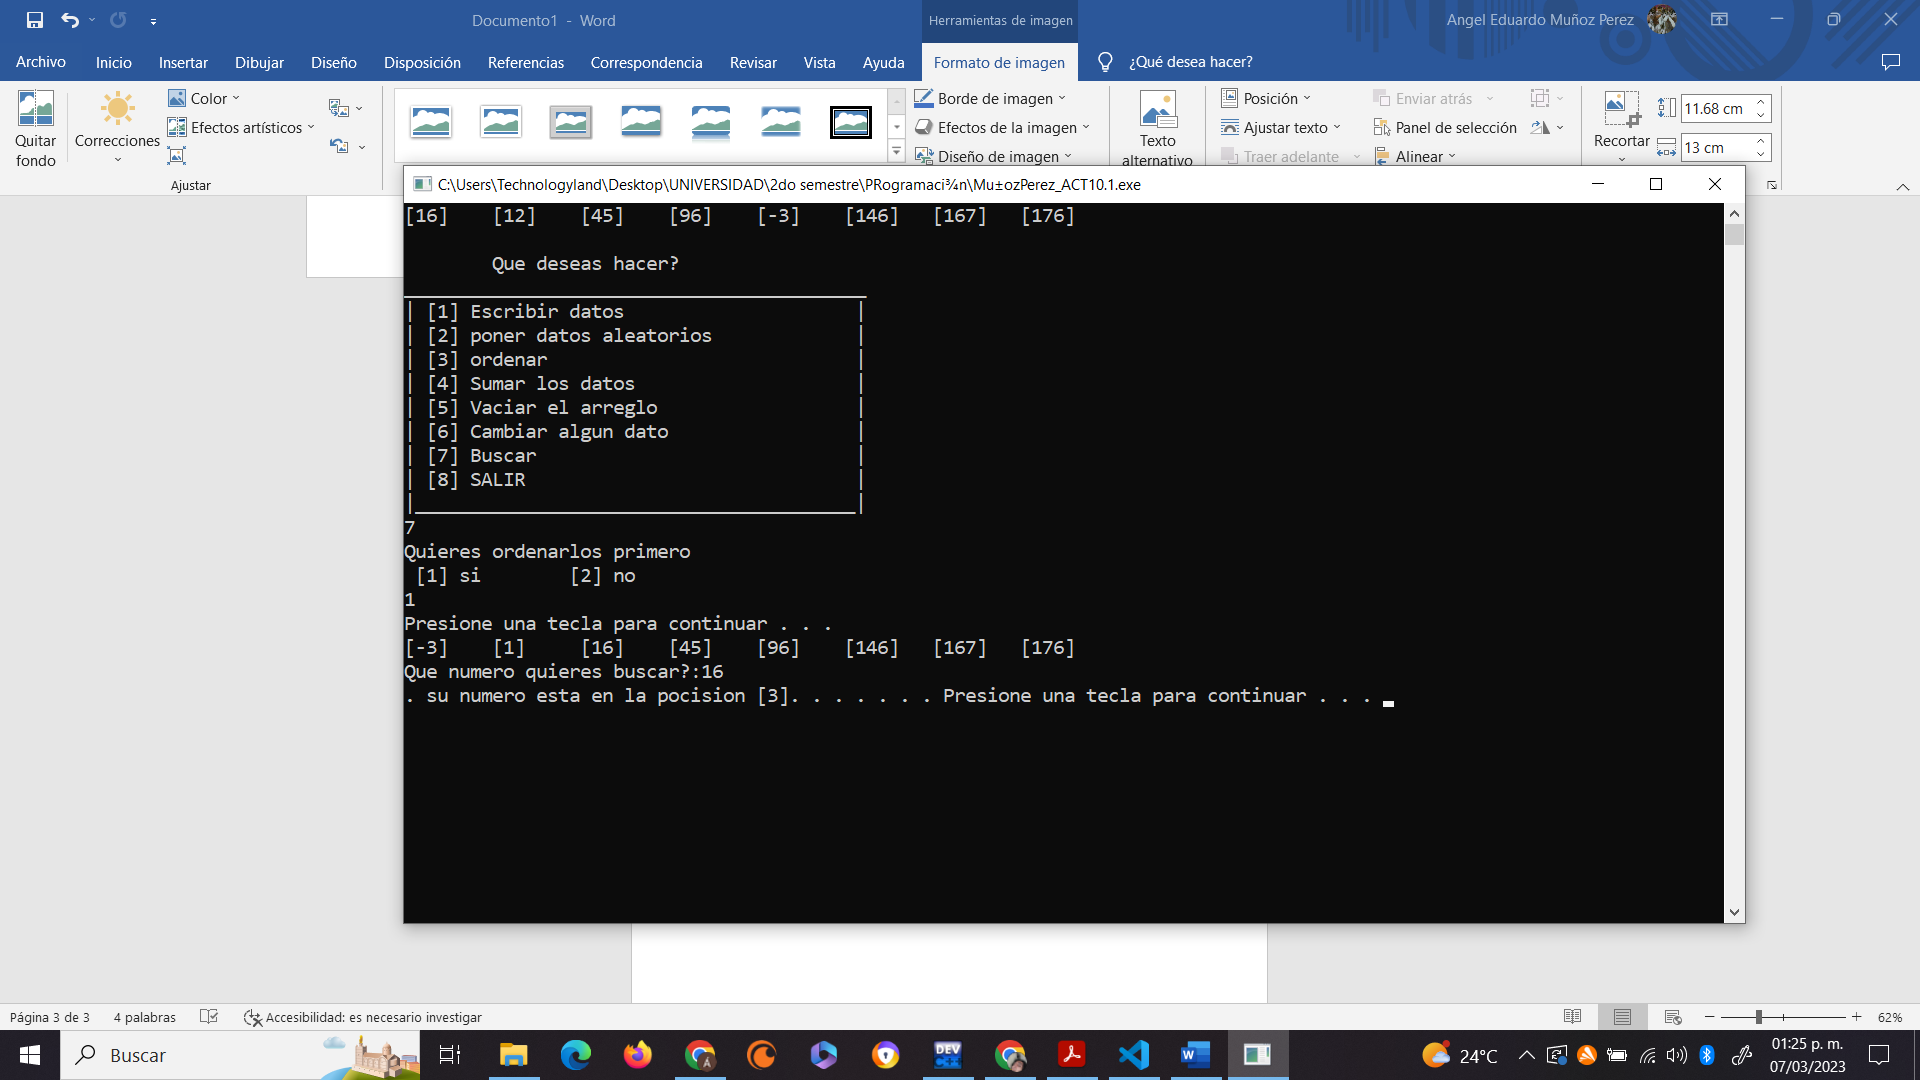 Documento1 - Word
Herramientas de imagen
Angel Eduardo Muñoz Perez
Archivo Inicio Insertar Dibujar Diseño Disposición Referencias Correspondencia Revisar Vista Ayuda Formato de imagen ¿Qué desea hacer?
Quitar fondo
Correcciones
Color
Efectos artísticos
Ajustar
Borde de imagen
Efectos de la imagen
Diseño de imagen
Texto alternativo
Posición
Ajustar texto
Traer adelante
Enviar atrás
Panel de selección
Alinear
Recortar
11.68 cm
13 cm
C:\Users\Technologyland\Desktop\UNIVERSIDAD\2do semestre\PRogramaci¾n\Mu±ozPerez_ACT10.1.exe
[16] [12] [45] [96] [-3] [146] [167] [176]
Que deseas hacer?
| [1] Escribir datos |
| [2] poner datos aleatorios |
| [3] ordenar |
| [4] Sumar los datos |
| [5] Vaciar el arreglo |
| [6] Cambiar algun dato |
| [7] Buscar |
| [8] SALIR |
|________________________________________|
7
Quieres ordenarlos primero
[1] si [2] no
1
Presione una tecla para continuar . . .
[-3] [1] [16] [45] [96] [146] [167] [176]
Que numero quieres buscar?:16
. su numero esta en la pocision [3]. . . . . . . Presione una tecla para continuar . . .
Página 3 de 3 4 palabras Accesibilidad: es necesario investigar 62%
Buscar
DEV C++
24°C
01:25 p. m.
07/03/2023